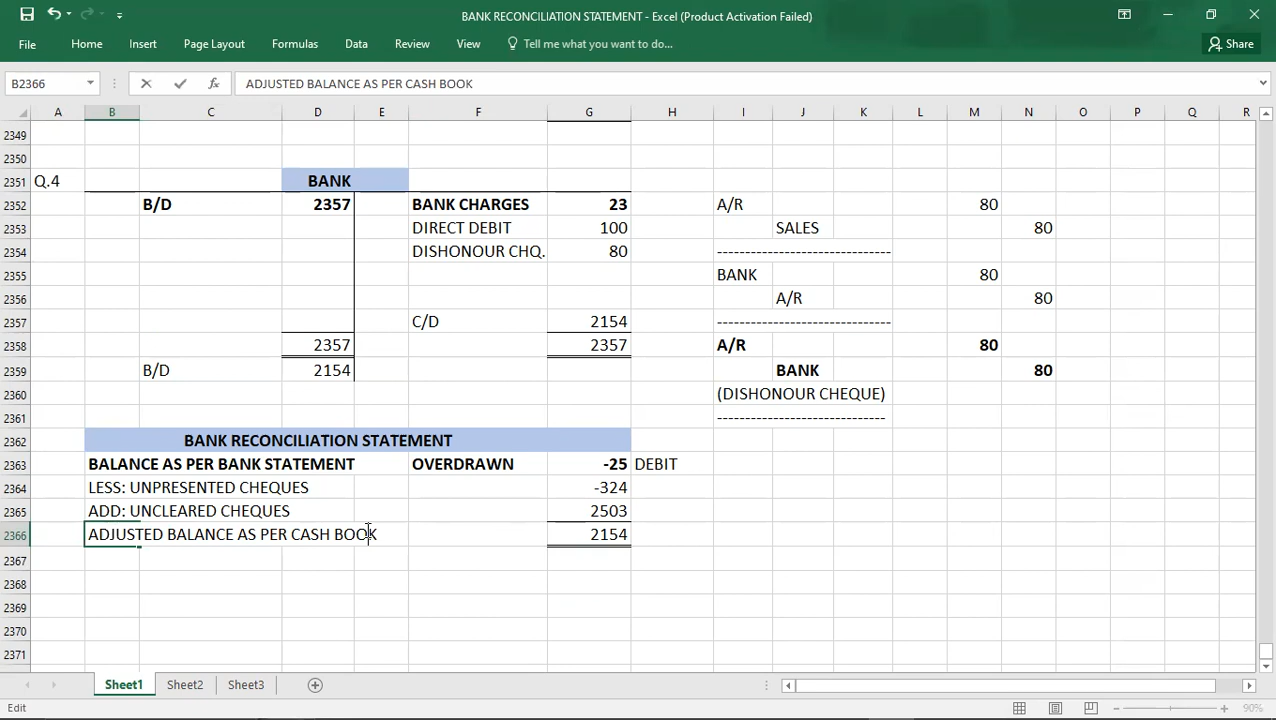 BANK RECONCILIATION STATEMENT - Excel (Product Activation Failed)
File Home Insert Page Layout Formulas Data Review View Tell me what you want to do... Share
B2366 fx ADJUSTED BALANCE AS PER CASH BOOK
A B C D E F G H I J K L M N O P Q R
2349
2350
2351 Q.4 BANK
2352 B/D 2357 BANK CHARGES 23 A/R 80
2353 DIRECT DEBIT 100 SALES 80
2354 DISHONOUR CHQ. 80 -------------------------------
2355 BANK 80
2356 A/R 80
2357 C/D 2154 -------------------------------
2358 2357 2357 A/R 80
2359 B/D 2154 BANK 80
2360 (DISHONOUR CHEQUE)
2361 ------------------------------
2362 BANK RECONCILIATION STATEMENT
2363 BALANCE AS PER BANK STATEMENT OVERDRAWN -25 DEBIT
2364 LESS: UNPRESENTED CHEQUES -324
2365 ADD: UNCLEARED CHEQUES 2503
2366 ADJUSTED BALANCE AS PER CASH BOOK 2154
2367
2368
2369
2370
2371
Sheet1 Sheet2 Sheet3
Edit 90%